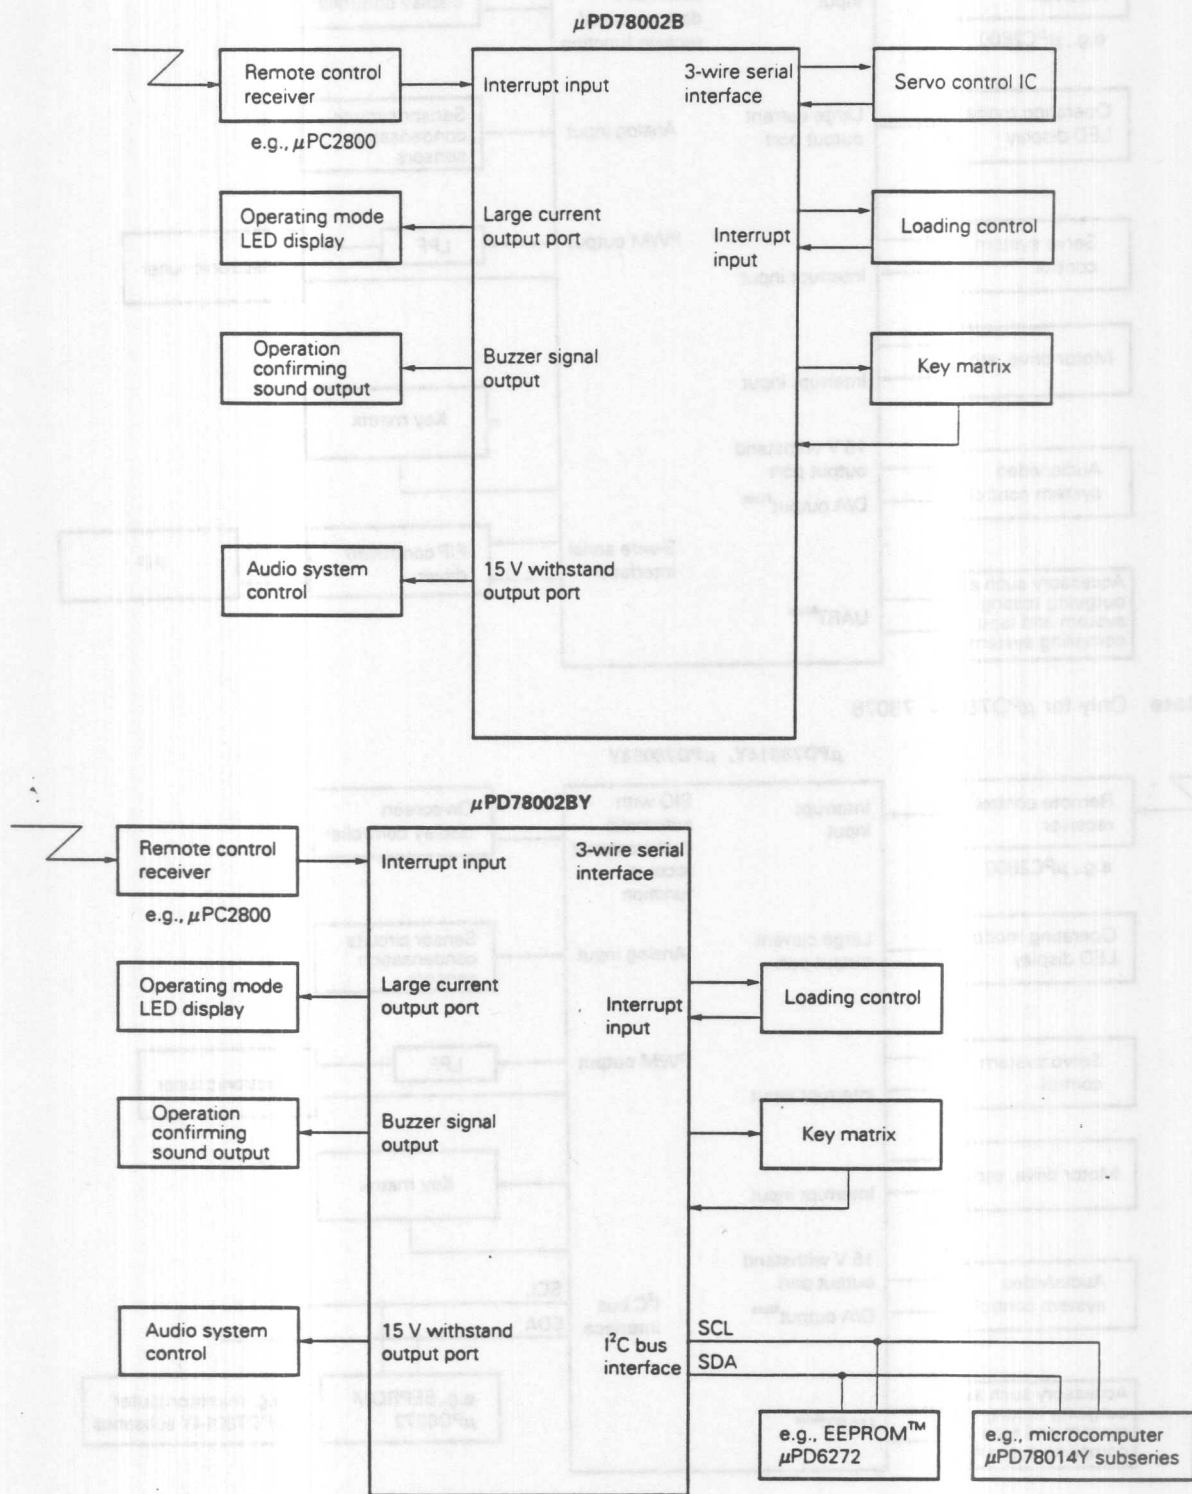 μPD78002B
Remote control
receiver
e.g., μPC2800
Interrupt input
3-wire serial
interface
Servo control IC
Operating mode
LED display
Large current
output port
Interrupt
input
Loading control
Operation
confirming
sound output
Buzzer signal
output
Key matrix
Audio system
control
15 V withstand
output port
μPD78002BY
Remote control
receiver
e.g., μPC2800
Interrupt input
3-wire serial
interface
Operating mode
LED display
Large current
output port
Interrupt
input
Loading control
Operation
confirming
sound output
Buzzer signal
output
Key matrix
Audio system
control
15 V withstand
output port
I²C bus
interface
SCL
SDA
e.g., EEPROM™
μPD6272
e.g., microcomputer
μPD78014Y subseries